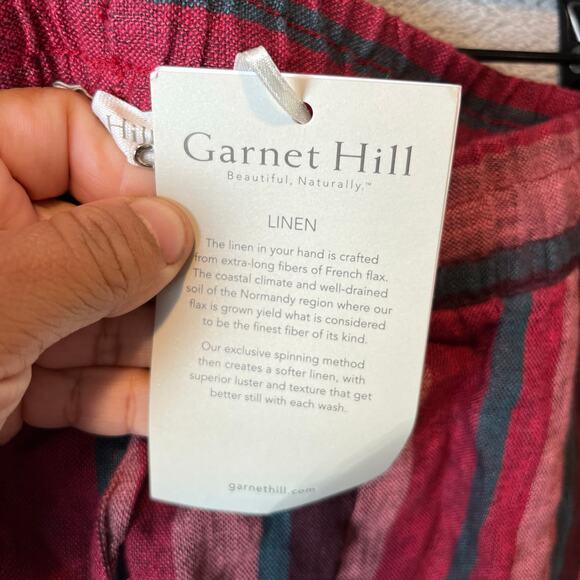 Hill
Garnet Hill
Beautiful, Naturally.™
LINEN
The linen in your hand is crafted
from extra-long fibers of French flax.
The coastal climate and well-drained
soil of the Normandy region where our
flax is grown yield what is considered
to be the finest fiber of its kind.
Our exclusive spinning method
then creates a softer linen, with
superior luster and texture that get
better still with each wash.
garnethill.com